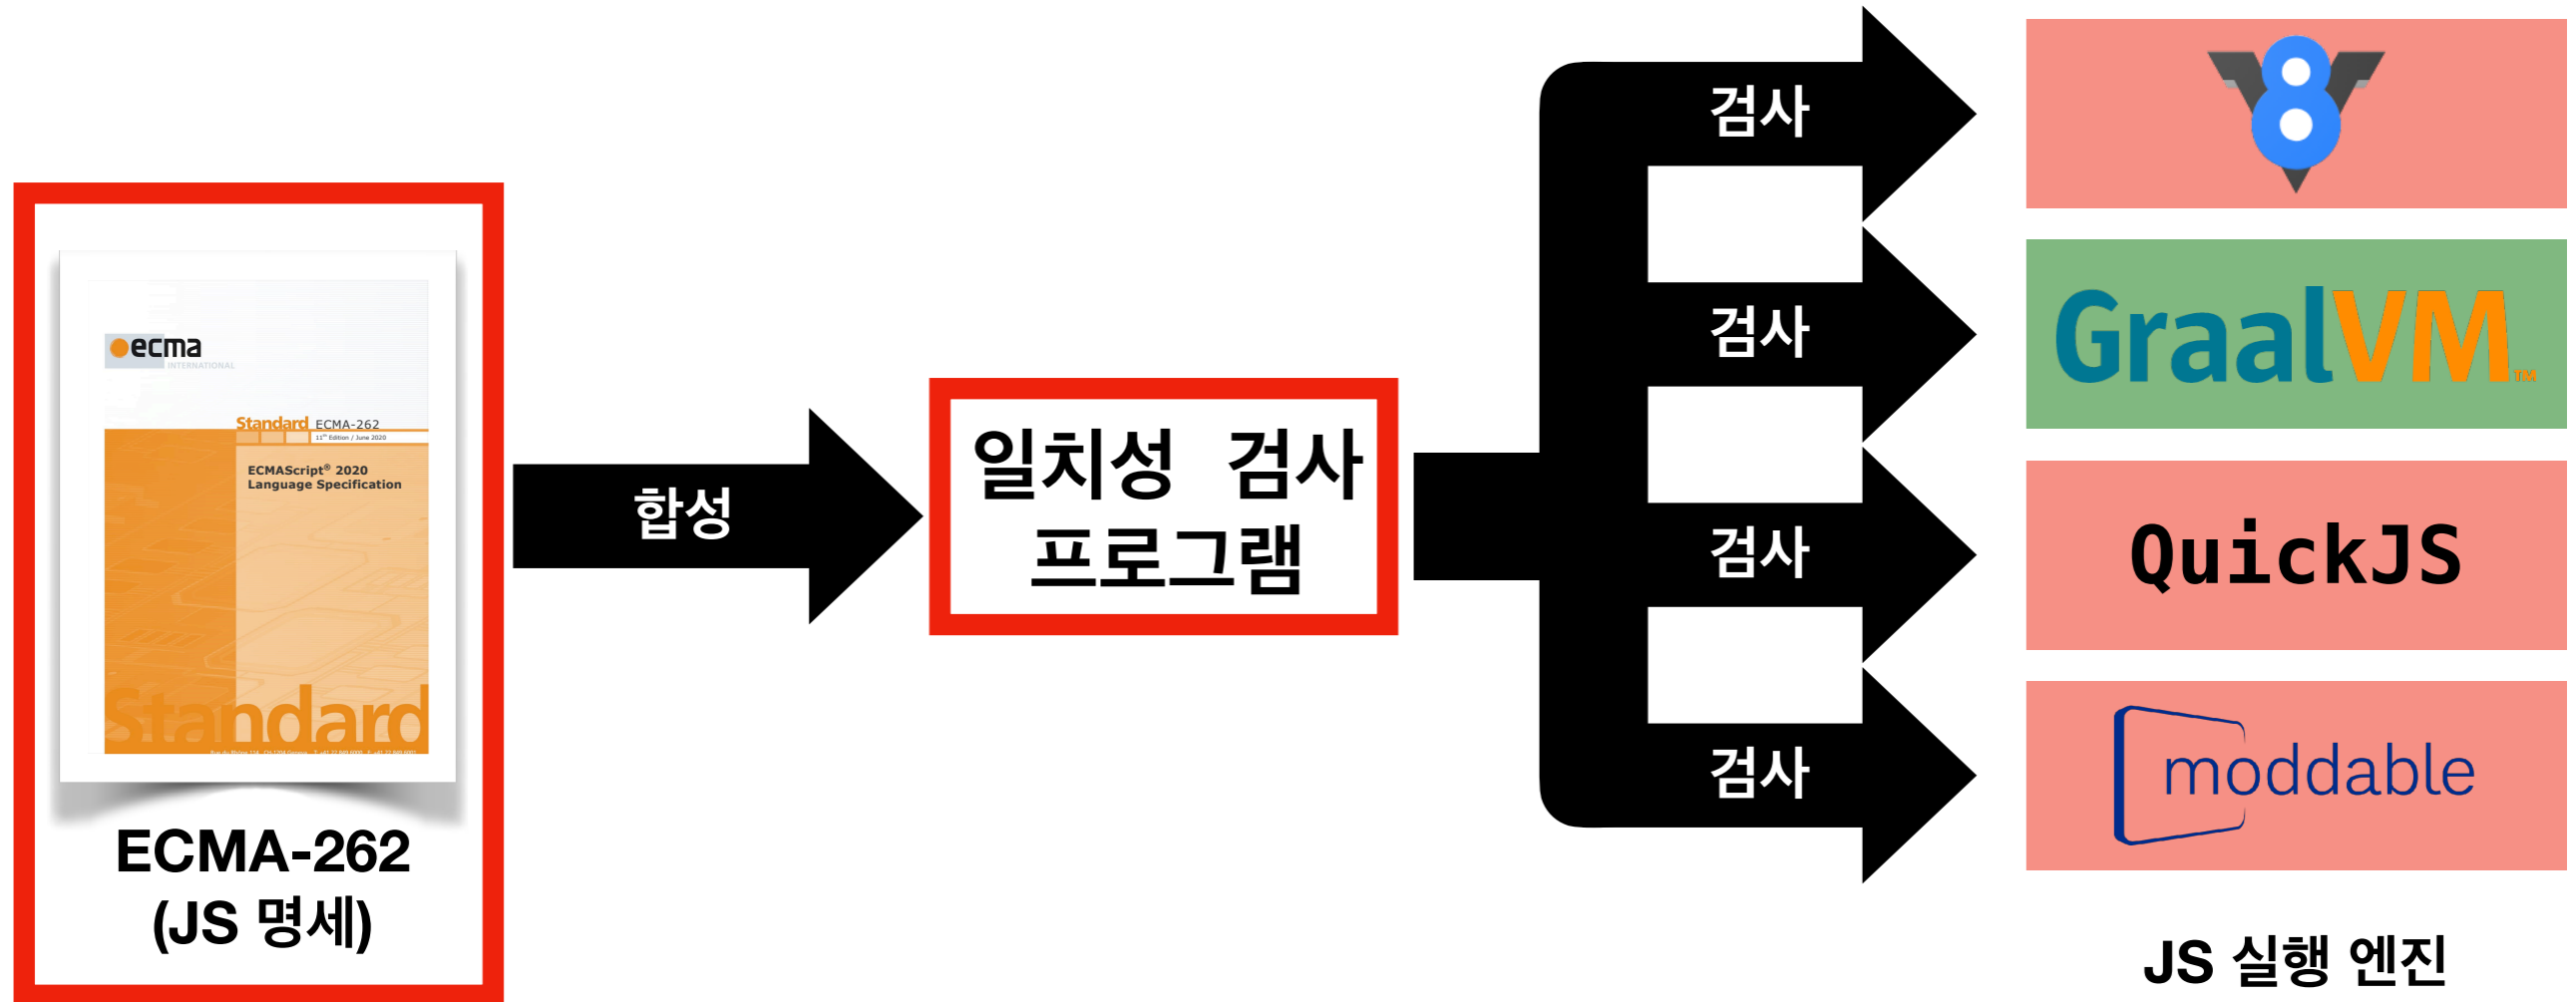 ecma
INTERNATIONAL
Standard ECMA-262
11th Edition / June 2020
ECMAScript® 2020
Language Specification
Standard
ECMA-262
(JS 명세)
합성
일치성 검사
프로그램
검사
검사
검사
검사
V8
GraalVM™
QuickJS
moddable
JS 실행 엔진